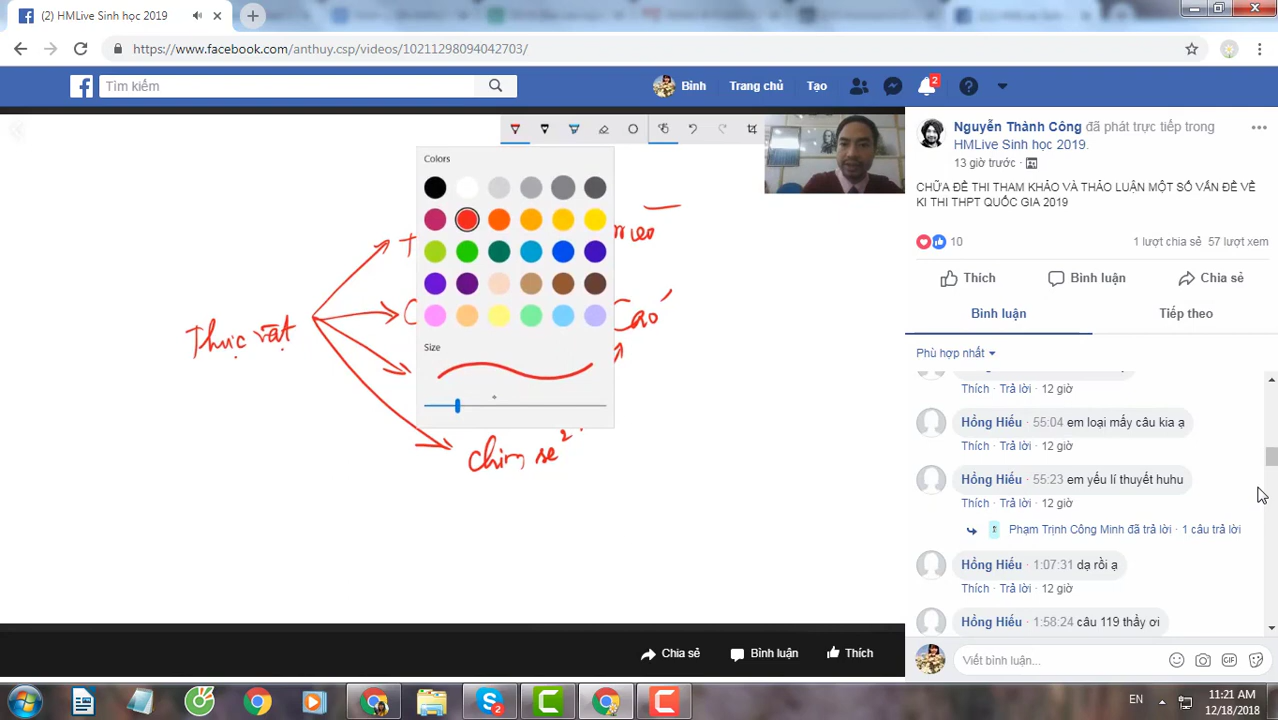 (2) HMLive Sinh học 2019
https://www.facebook.com/anthuy.csp/videos/10211298094042703/
Tìm kiếm
Bình
Trang chủ
Tạo
2
Colors
Size
Thực vật
Cáo
chim sẻ
Nguyễn Thành Công đã phát trực tiếp trong
HMLive Sinh học 2019.
13 giờ trước
CHỮA ĐỀ THI THAM KHẢO VÀ THẢO LUẬN MỘT SỐ VẤN ĐỀ VỀ
KI THI THPT QUỐC GIA 2019
10
1 lượt chia sẻ 57 lượt xem
Thích
Bình luận
Chia sẻ
Bình luận
Tiếp theo
Phù hợp nhất
Thích · Trả lời · 12 giờ
Hồng Hiếu · 55:04 em loại mấy câu kia ạ
Thích · Trả lời · 12 giờ
Hồng Hiếu · 55:23 em yếu lí thuyết huhu
Thích · Trả lời · 12 giờ
Phạm Trịnh Công Minh đã trả lời · 1 câu trả lời
Hồng Hiếu · 1:07:31 dạ rồi ạ
Thích · Trả lời · 12 giờ
Hồng Hiếu · 1:58:24 câu 119 thầy ơi
Viết bình luận...
GIF
Chia sẻ
Bình luận
Thích
2
EN
11:21 AM
12/18/2018